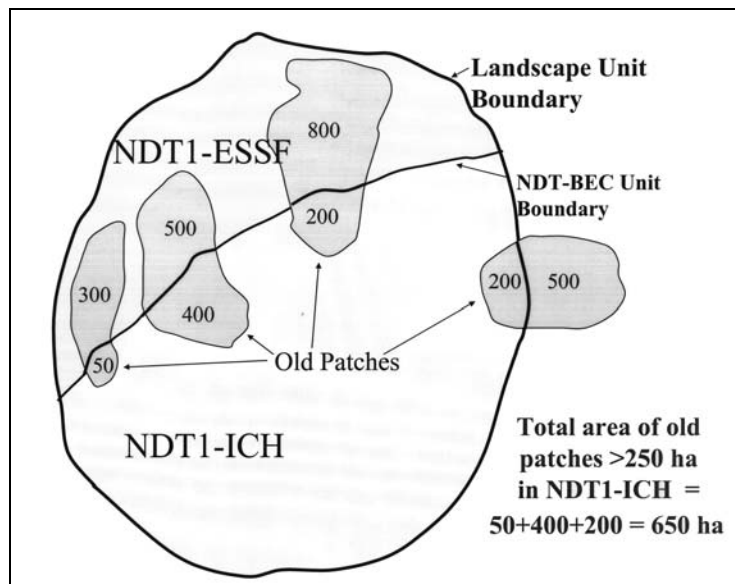 Landscape Unit
Boundary
800
NDT1-ESSF
NDT-BEC Unit
Boundary
200
500
300
200 500
400
50
Old Patches
NDT1-ICH
Total area of old
patches >250 ha
in NDT1-ICH =
50+400+200 = 650 ha